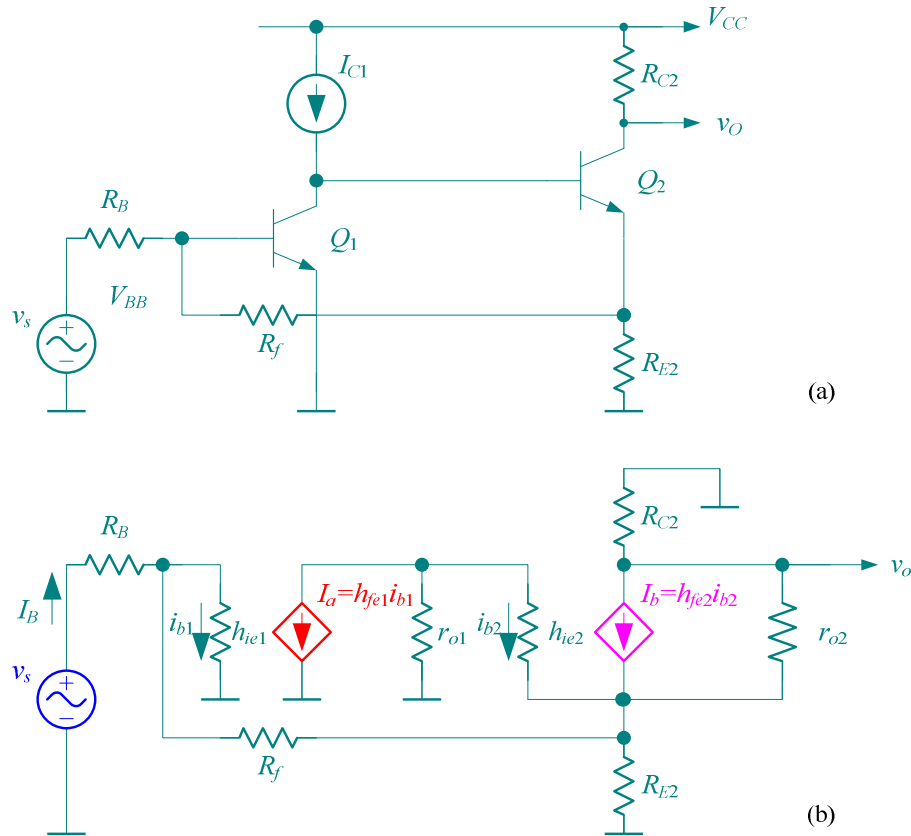 V_CC
I_C1
R_C2
v_O
Q_2
R_B
Q_1
V_BB
v_s
R_f
R_E2
(a)
R_C2
R_B
v_o
I_a=h_fe1i_b1
I_b=h_fe2i_b2
I_B
i_b1
h_ie1
r_o1
i_b2
h_ie2
r_o2
v_s
R_f
R_E2
(b)